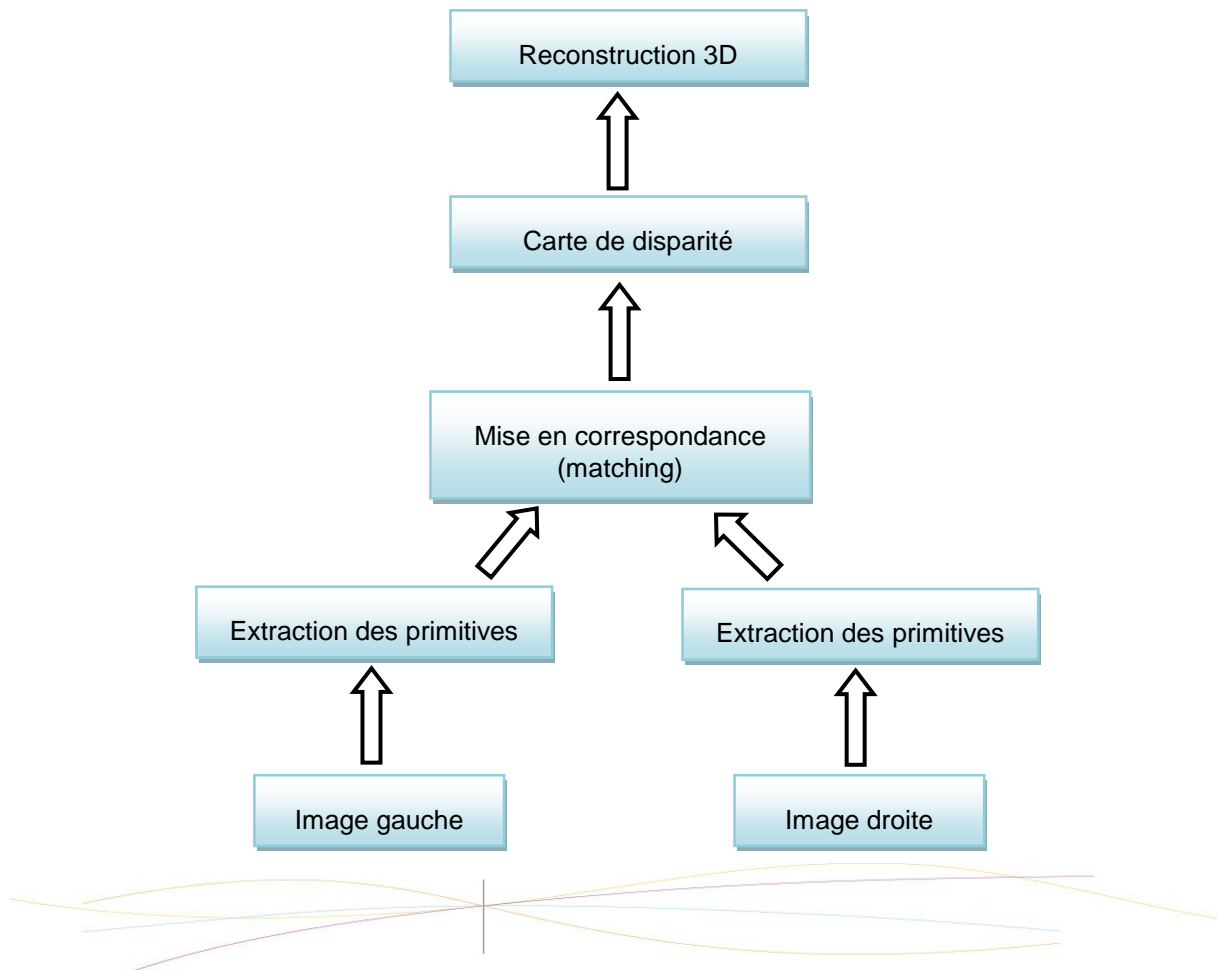 Reconstruction 3D
Carte de disparité
Mise en correspondance
(matching)
Extraction des primitives
Extraction des primitives
Image gauche
Image droite